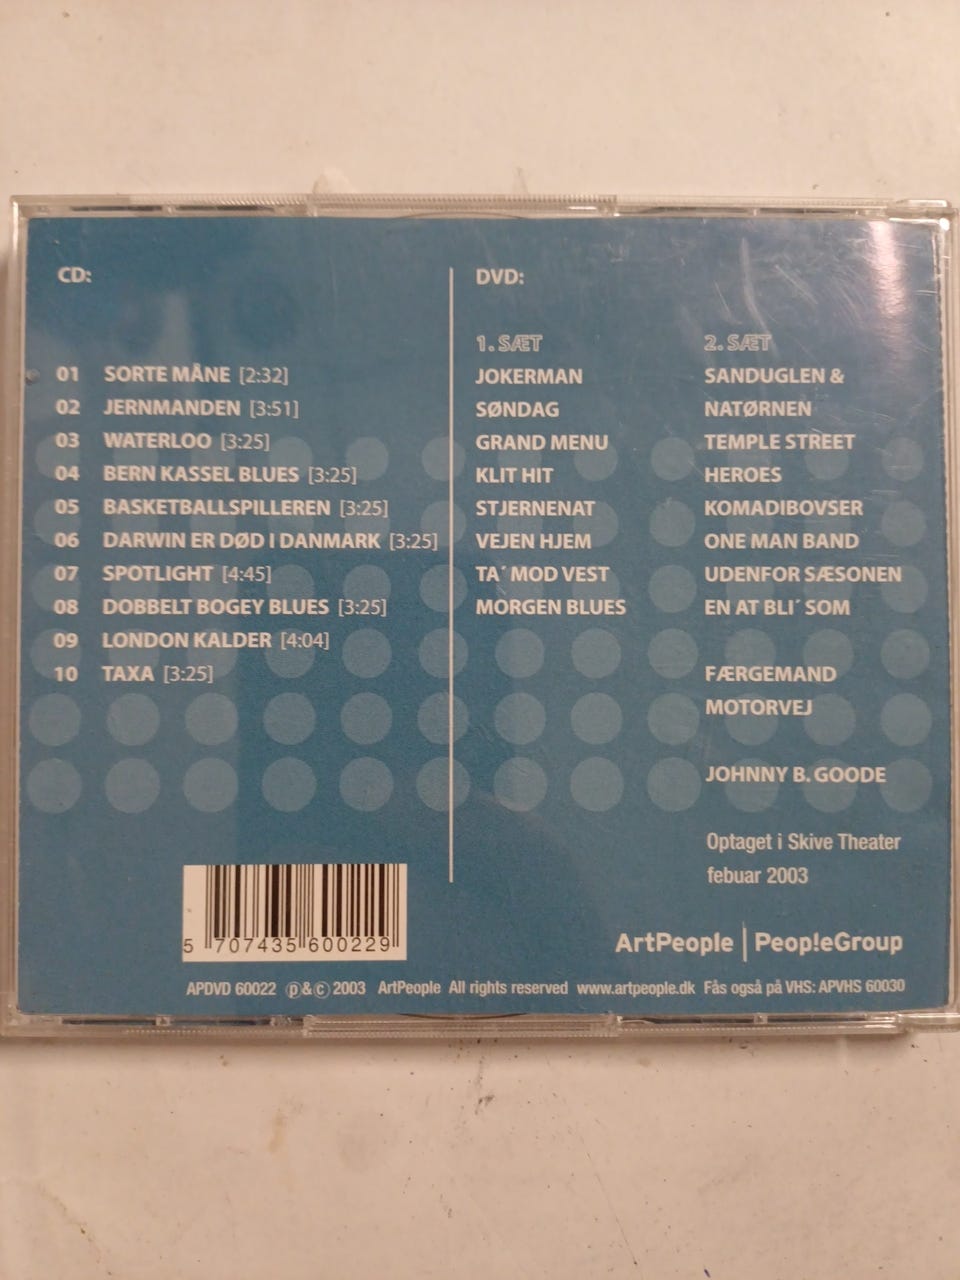 CD:
01 SORTE MÅNE [2:32]
02 JERNMANDEN [3:51]
03 WATERLOO [3:25]
04 BERN KASSEL BLUES [3:25]
05 BASKETBALLSPILLEREN [3:25]
06 DARWIN ER DØD I DANMARK [3:25]
07 SPOTLIGHT [4:45]
08 DOBBELT BOGEY BLUES [3:25]
09 LONDON KALDER [4:04]
10 TAXA [3:25]
DVD:
1. SÆT
JOKERMAN
SØNDAG
GRAND MENU
KLIT HIT
STJERNENAT
VEJEN HJEM
TA´ MOD VEST
MORGEN BLUES
2. SÆT
SANDUGLEN &
NATØRNEN
TEMPLE STREET
HEROES
KOMADIBOVSER
ONE MAN BAND
UDENFOR SÆSONEN
EN AT BLI´ SOM
FÆRGEMAND
MOTORVEJ
JOHNNY B. GOODE
Optaget i Skive Theater
febuar 2003
ArtPeople | Peop!eGroup
5 707435 600229
APDVD 60022 ℗&© 2003 ArtPeople All rights reserved www.artpeople.dk Fås også på VHS: APVHS 60030